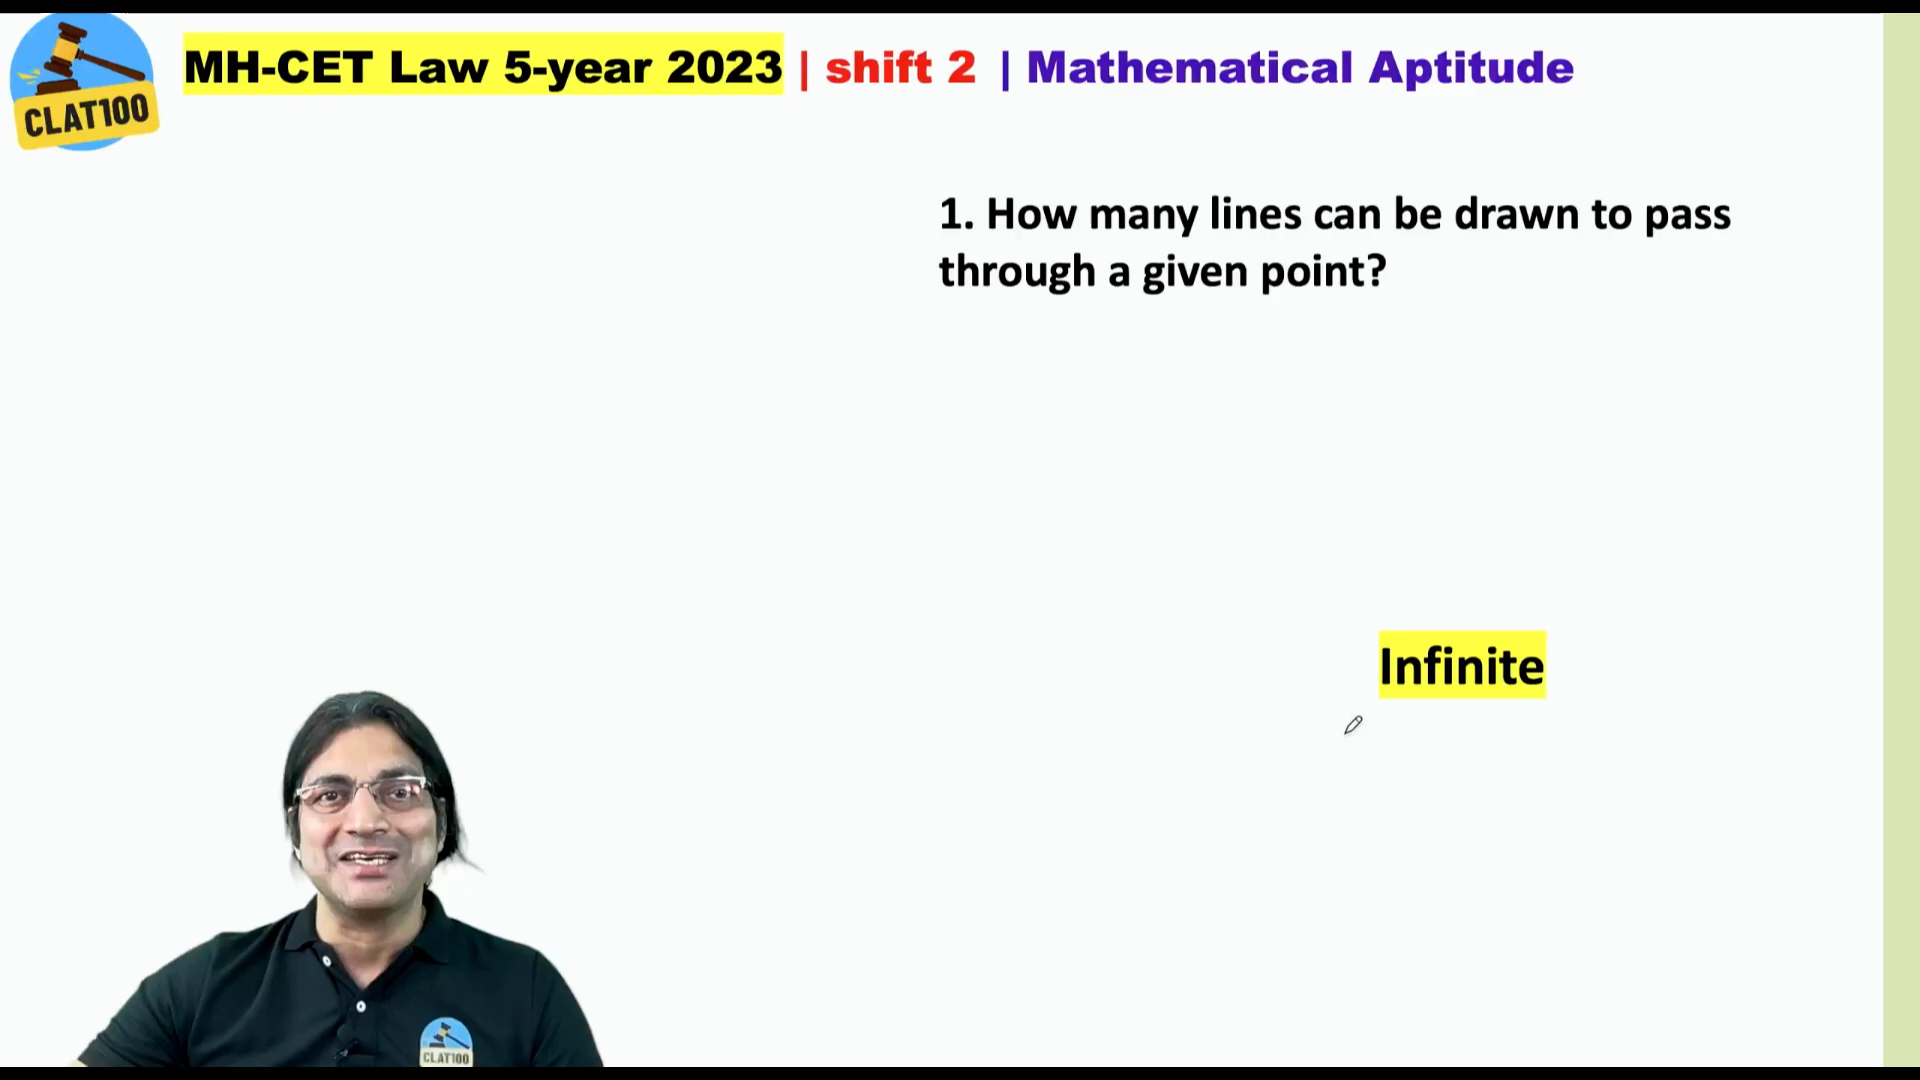 CLAT100
MH-CET Law 5-year 2023 | shift 2 | Mathematical Aptitude
1. How many lines can be drawn to pass
through a given point?
Infinite
CLAT100